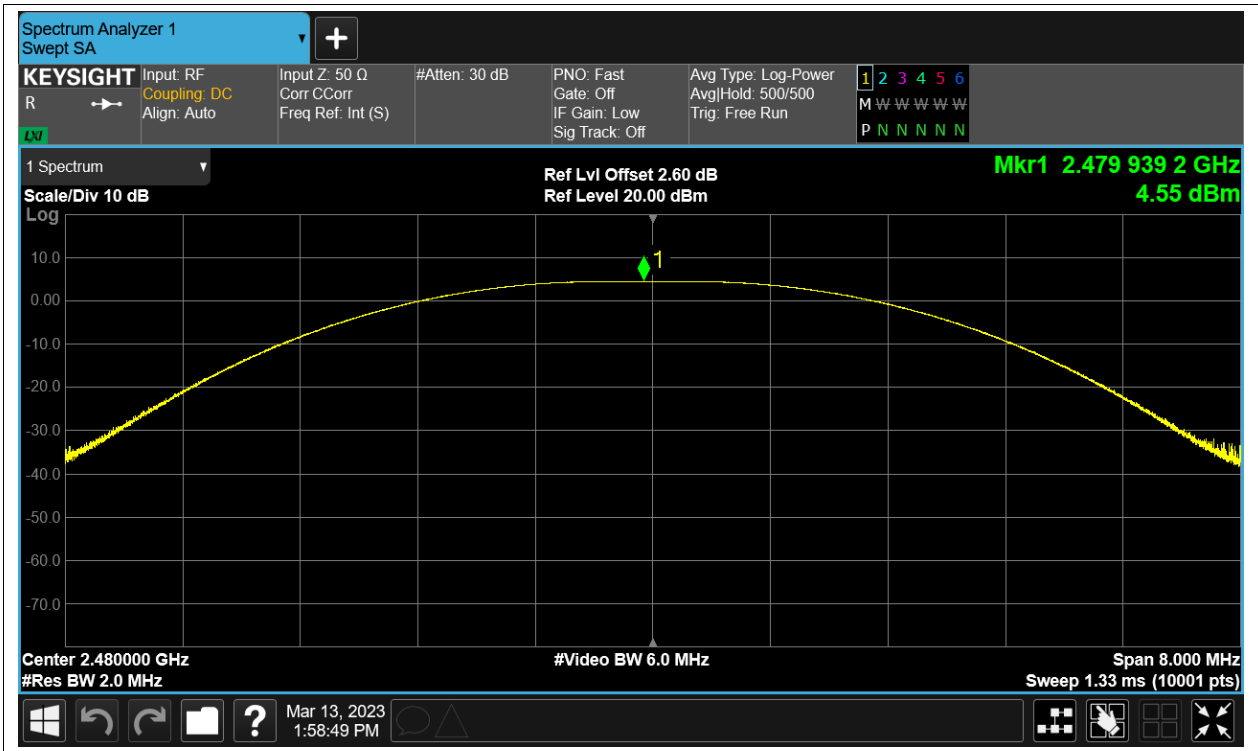 Spectrum Analyzer 1
Swept SA
+
KEYSIGHT
R
LXI
Input: RF
Coupling: DC
Align: Auto
Input Z: 50 Ω
Corr CCorr
Freq Ref: Int (S)
#Atten: 30 dB
PNO: Fast
Gate: Off
IF Gain: Low
Sig Track: Off
Avg Type: Log-Power
Avg|Hold: 500/500
Trig: Free Run
1 2 3 4 5 6
M W W W W W
P N N N N N
1 Spectrum
Scale/Div 10 dB
Log
Ref Lvl Offset 2.60 dB
Ref Level 20.00 dBm
Mkr1 2.479 939 2 GHz
4.55 dBm
1
10.0
0.00
-10.0
-20.0
-30.0
-40.0
-50.0
-60.0
-70.0
Center 2.480000 GHz
#Res BW 2.0 MHz
#Video BW 6.0 MHz
Span 8.000 MHz
Sweep 1.33 ms (10001 pts)
?
Mar 13, 2023
1:58:49 PM